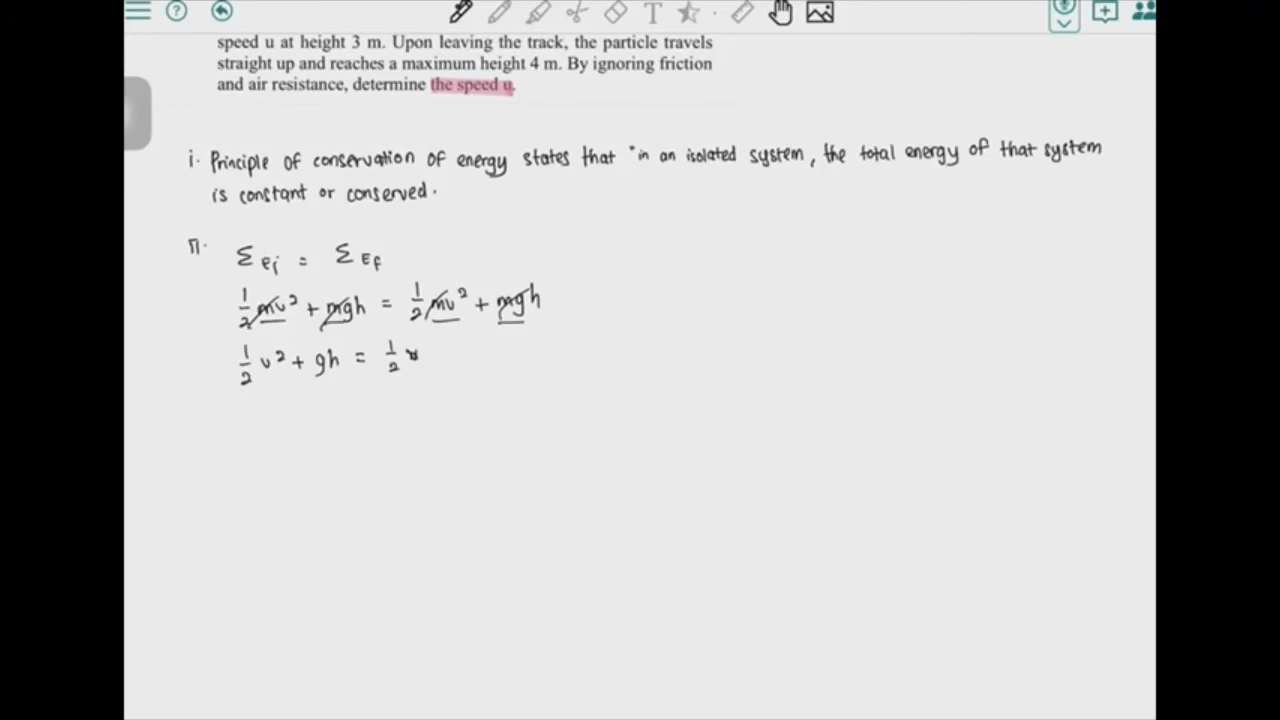 speed u at height 3 m. Upon leaving the track, the particle travels
straight up and reaches a maximum height 4 m. By ignoring friction
and air resistance, determine the speed u.
i. Principle of conservation of energy states that "in an isolated system, the total energy of that system
is constant or conserved.
ii. Σ Ei = Σ Ef
1/2 mu² + mgh = 1/2 mv² + mgh
1/2 u² + gh = 1/2 v